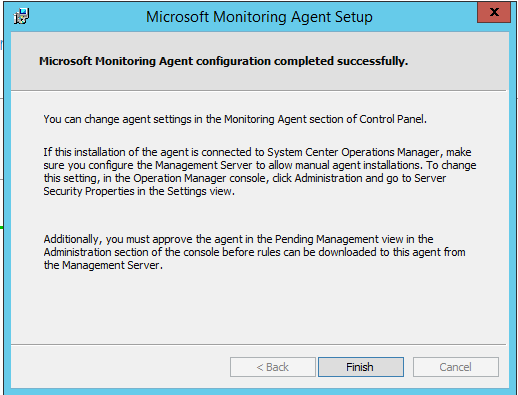 Microsoft Monitoring Agent Setup
x
Microsoft Monitoring Agent configuration completed successfully.
You can change agent settings in the Monitoring Agent section of Control Panel.
If this installation of the agent is connected to System Center Operations Manager, make
sure you configure the Management Server to allow manual agent installations. To change
this setting, in the Operation Manager console, click Administration and go to Server
Security Properties in the Settings view.
Additionally, you must approve the agent in the Pending Management view in the
Administration section of the console before rules can be downloaded to this agent from
the Management Server.
< Back
Finish
Cancel